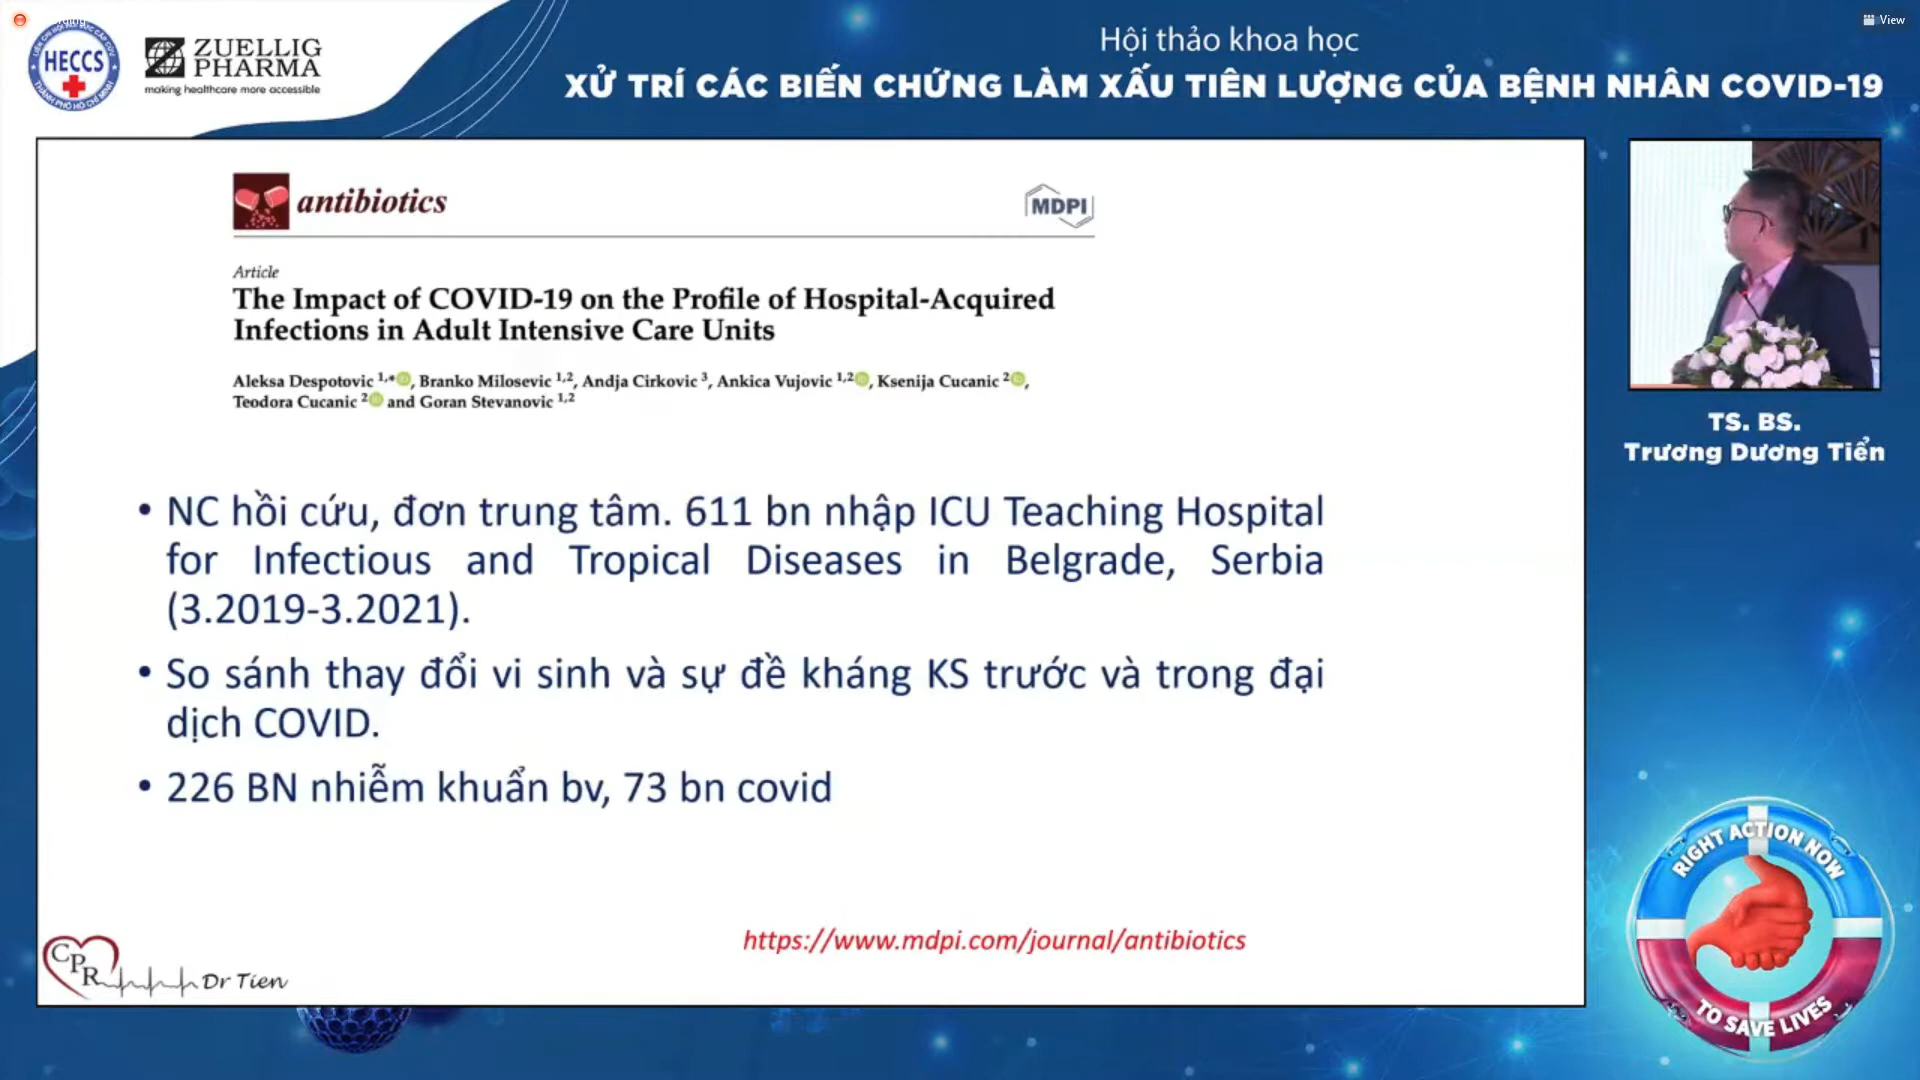 View
HECCS
THÀNH PHỐ HỒ CHÍ MINH
ZUELLIG
PHARMA
making healthcare more accessible
Hội thảo khoa học
XỬ TRÍ CÁC BIẾN CHỨNG LÀM XẤU TIÊN LƯỢNG CỦA BỆNH NHÂN COVID-19
antibiotics
MDPI
Article
The Impact of COVID-19 on the Profile of Hospital-Acquired
Infections in Adult Intensive Care Units
Aleksa Despotovic 1,*, Branko Milosevic 1,2, Andja Cirkovic 3, Ankica Vujovic 1,2, Ksenija Cucanic 2,
Teodora Cucanic 2 and Goran Stevanovic 1,2
• NC hồi cứu, đơn trung tâm. 611 bn nhập ICU Teaching Hospital
for Infectious and Tropical Diseases in Belgrade, Serbia
(3.2019-3.2021).
• So sánh thay đổi vi sinh và sự đề kháng KS trước và trong đại
dịch COVID.
• 226 BN nhiễm khuẩn bv, 73 bn covid
https://www.mdpi.com/journal/antibiotics
CPR Dr Tien
TS. BS.
Trương Dương Tiển
RIGHT ACTION NOW
TO SAVE LIVES